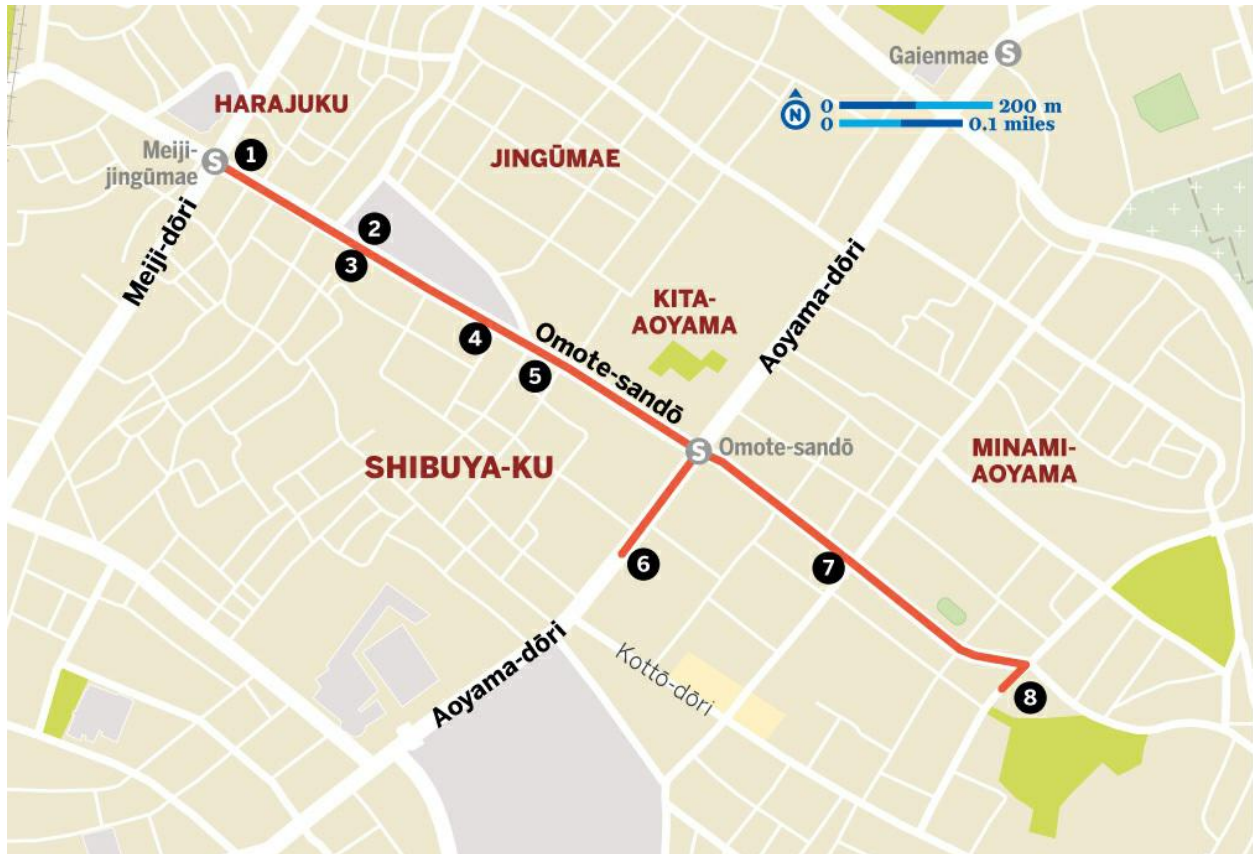 Gaienmae S
HARAJUKU
N 0 200 m
0 0.1 miles
Meiji-
jingūmae
S
1
JINGŪMAE
Meiji-dōri
2
3
KITA-
AOYAMA
Aoyama-dōri
4
5
Omote-sandō
S Omote-sandō
MINAMI-
AOYAMA
SHIBUYA-KU
6
7
Aoyama-dōri
Kottō-dōri
8